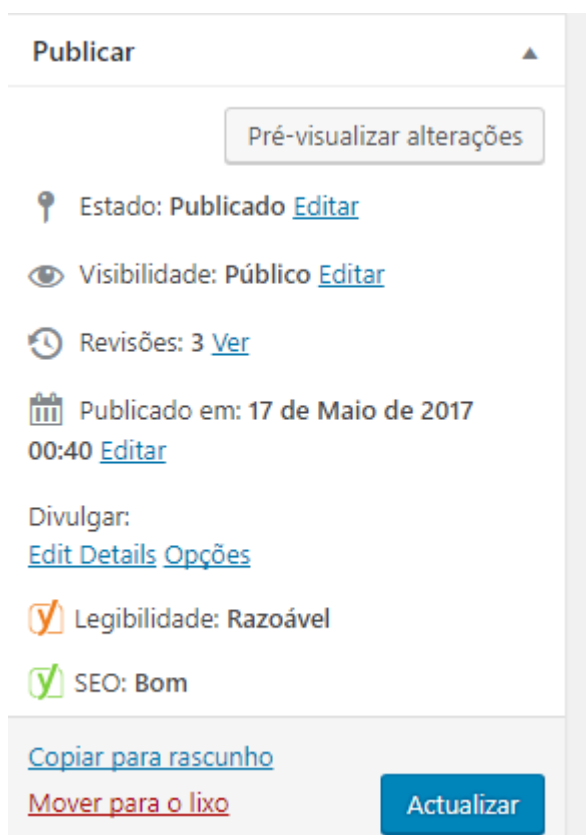 Publicar
Pré-visualizar alterações
Estado: Publicado Editar
Visibilidade: Público Editar
Revisões: 3 Ver
Publicado em: 17 de Maio de 2017
00:40 Editar
Divulgar:
Edit Details Opções
Legibilidade: Razoável
SEO: Bom
Copiar para rascunho
Mover para o lixo
Actualizar